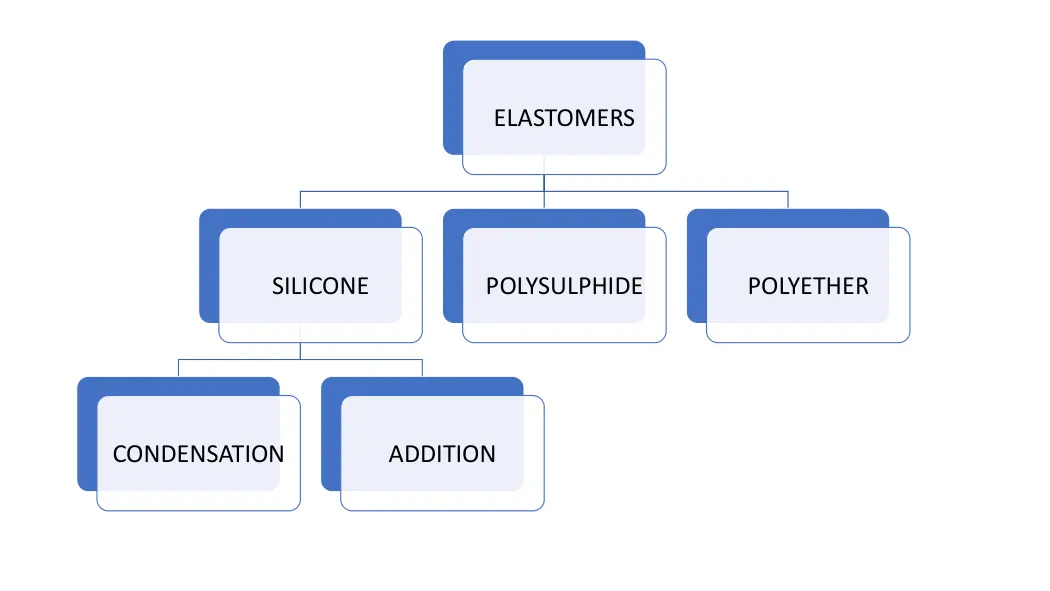 ELASTOMERS
SILICONE
POLYSULPHIDE
POLYETHER
CONDENSATION
ADDITION